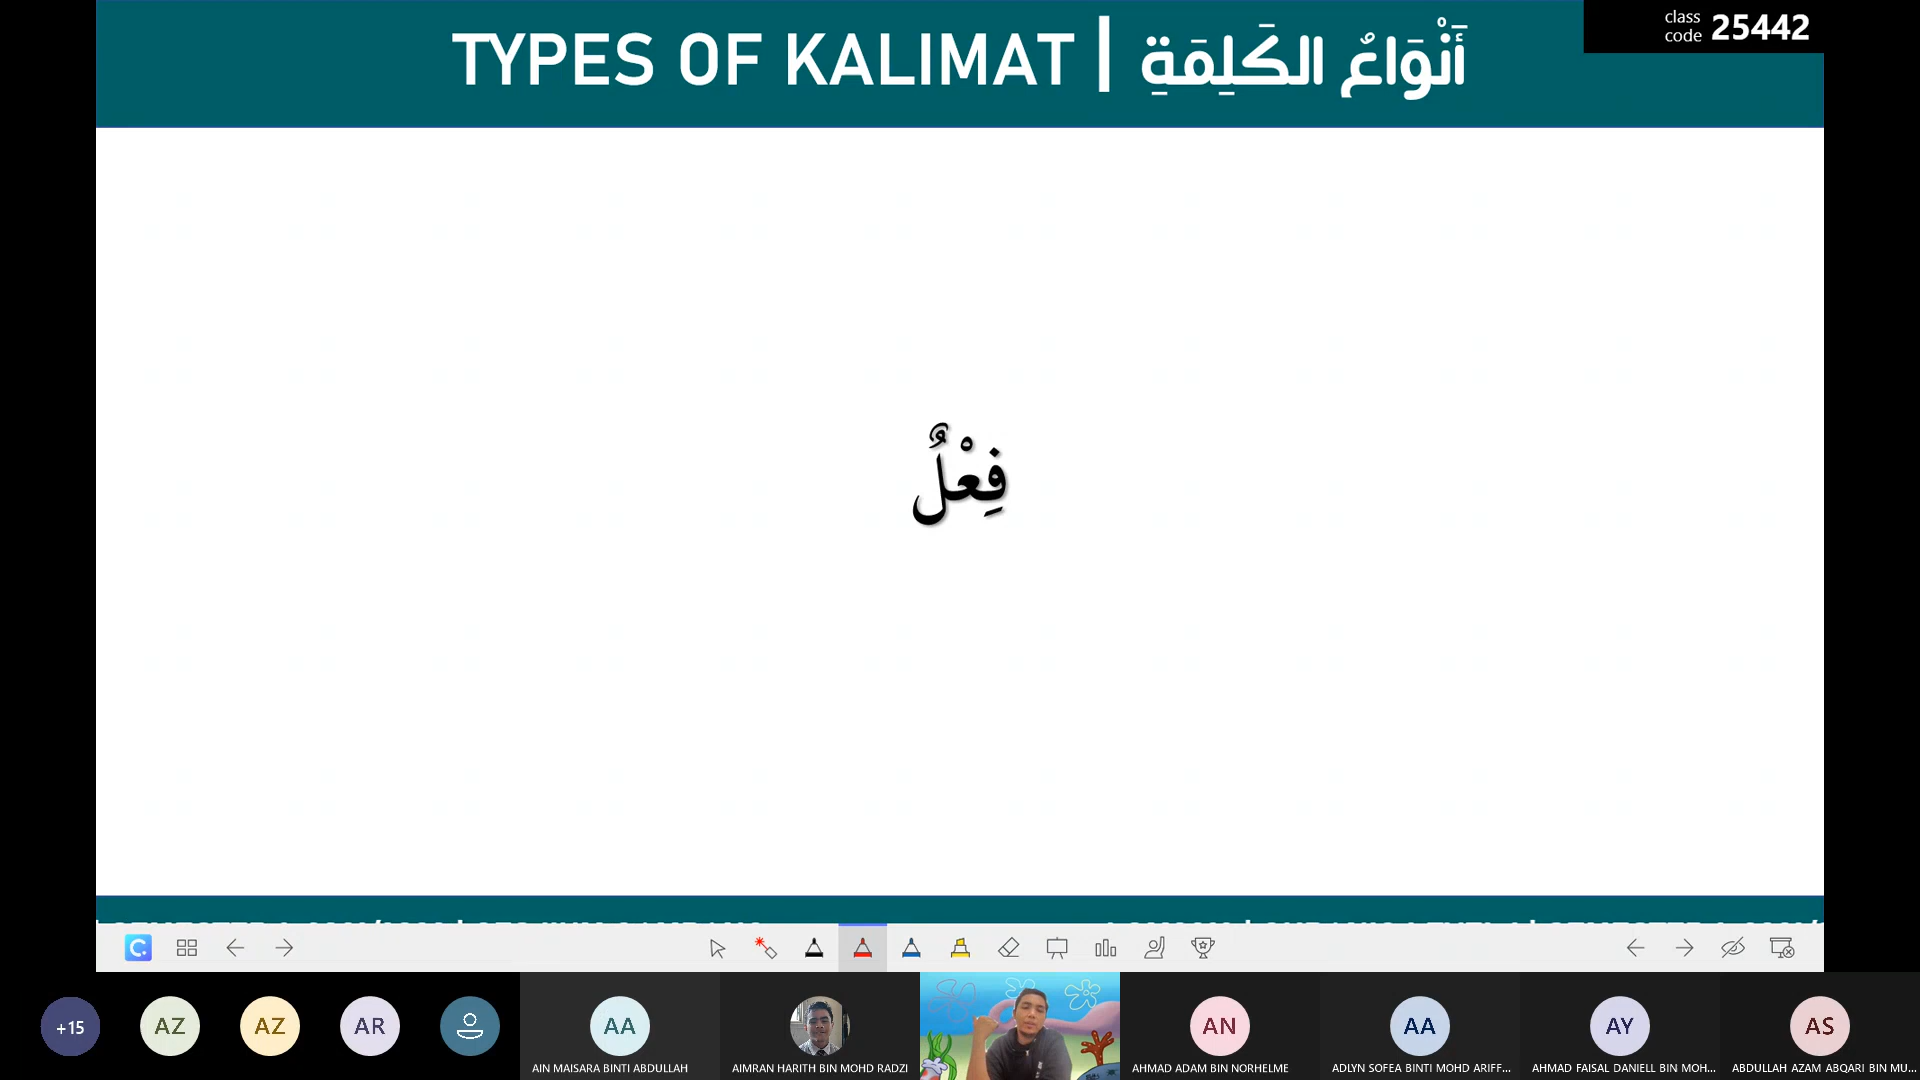 TYPES OF KALIMAT | أَنْوَاعٌ الكَلِمَةِ
class code 25442
فِعْلٌ
+15
AZ
AZ
AR
AA
AIN MAISARA BINTI ABDULLAH
AIMRAN HARITH BIN MOHD RADZI
AN
AHMAD ADAM BIN NORHELME
AA
ADLYN SOFEA BINTI MOHD ARIFF...
AY
AHMAD FAISAL DANIELL BIN MOH...
AS
ABDULLAH AZAM ABQARI BIN MU...